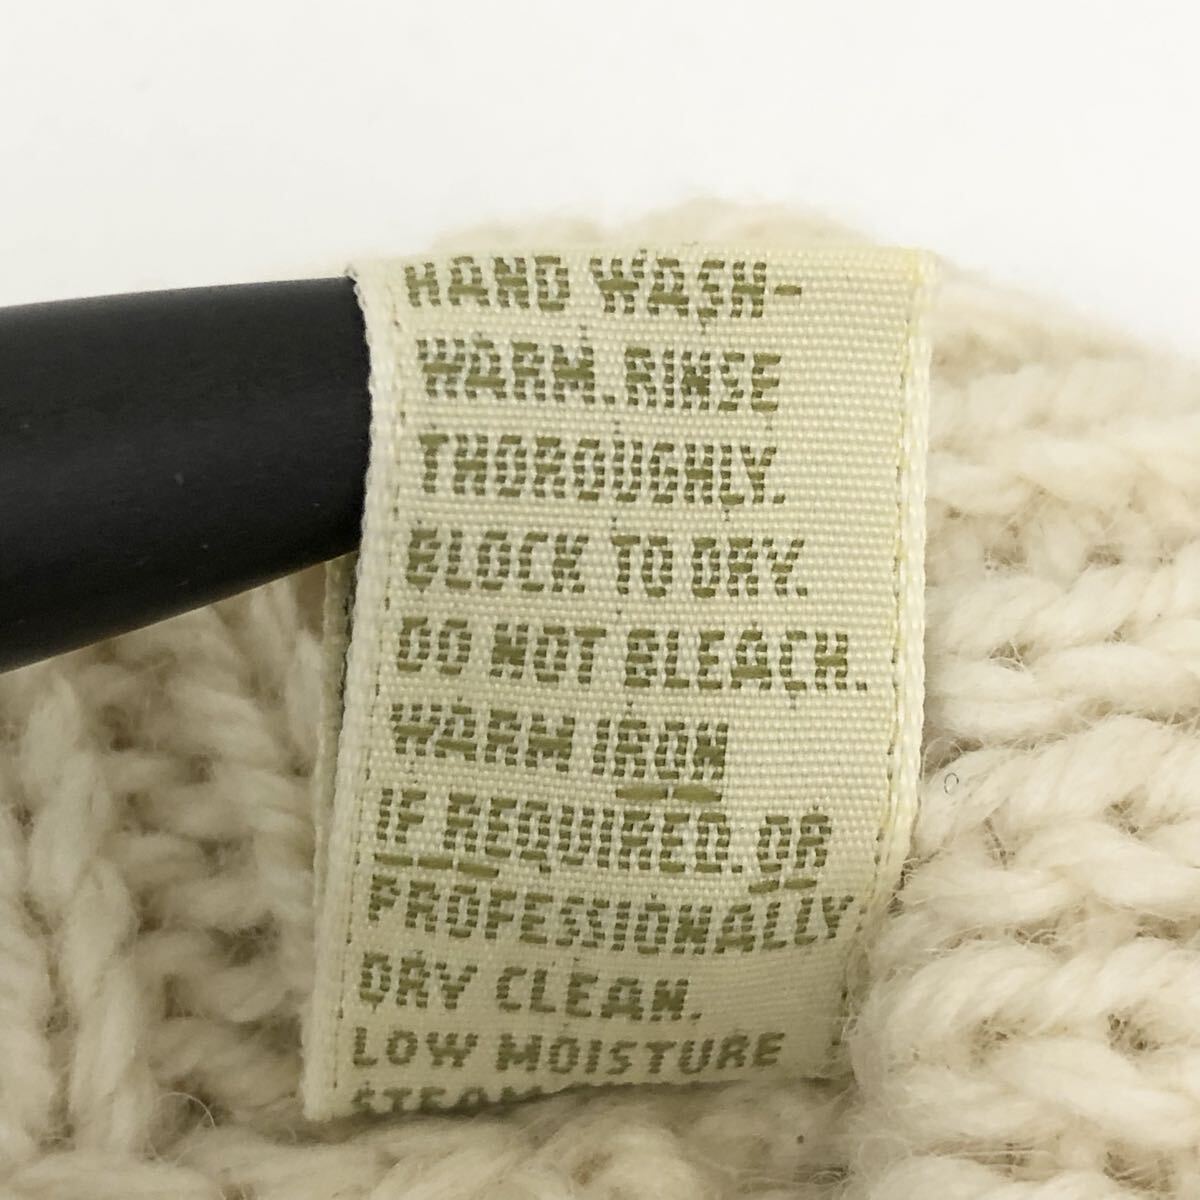 HAND WASH-
WARM. RINSE
THOROUGHLY.
BLOCK TO DRY.
DO NOT BLEACH.
WARM IRON
IF REQUIRED. OR
PROFESSIONALLY
DRY CLEAN.
LOW MOISTURE
STEAM